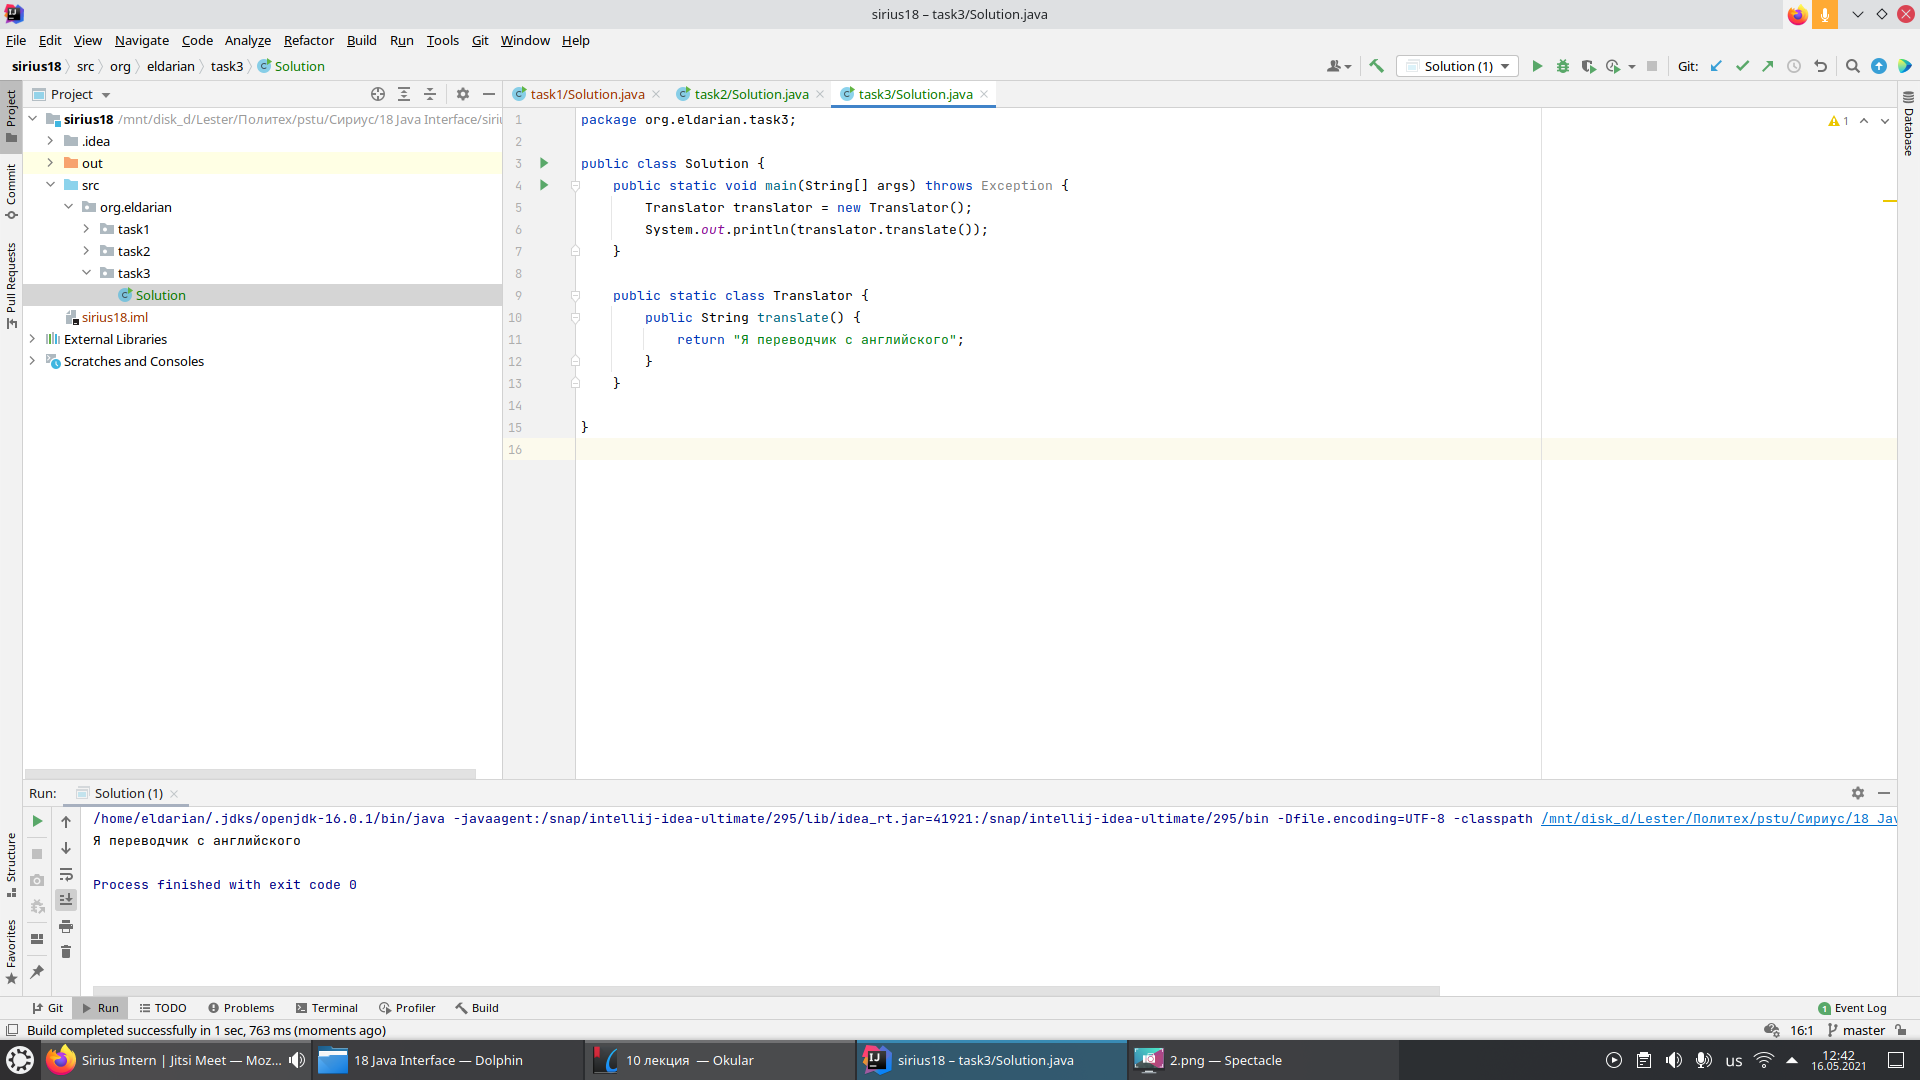 sirius18 – task3/Solution.java
File Edit View Navigate Code Analyze Refactor Build Run Tools Git Window Help
sirius18 src org eldarian task3 Solution
Solution (1)
Git:
Project
task1/Solution.java
task2/Solution.java
task3/Solution.java
sirius18 /mnt/disk_d/Lester/Политех/pstu/Сириус/18 Java Interface/siri
.idea
out
src
org.eldarian
task1
task2
task3
Solution
sirius18.iml
External Libraries
Scratches and Consoles
Project
Commit
Pull Requests
Structure
Favorites
Database
1
1 package org.eldarian.task3;
2
3 public class Solution {
4 public static void main(String[] args) throws Exception {
5 Translator translator = new Translator();
6 System.out.println(translator.translate());
7 }
8
9 public static class Translator {
10 public String translate() {
11 return "Я переводчик с английского";
12 }
13 }
14
15 }
16
Run: Solution (1)
/home/eldarian/.jdks/openjdk-16.0.1/bin/java -javaagent:/snap/intellij-idea-ultimate/295/lib/idea_rt.jar=41921:/snap/intellij-idea-ultimate/295/bin -Dfile.encoding=UTF-8 -classpath /mnt/disk_d/Lester/Политех/pstu/Сириус/18 Jav
Я переводчик с английского
Process finished with exit code 0
Git Run TODO Problems Terminal Profiler Build
1 Event Log
Build completed successfully in 1 sec, 763 ms (moments ago)
16:1 master
Sirius Intern | Jitsi Meet — Moz...
18 Java Interface — Dolphin
10 лекция — Okular
sirius18 – task3/Solution.java
2.png — Spectacle
us
12:42
16.05.2021